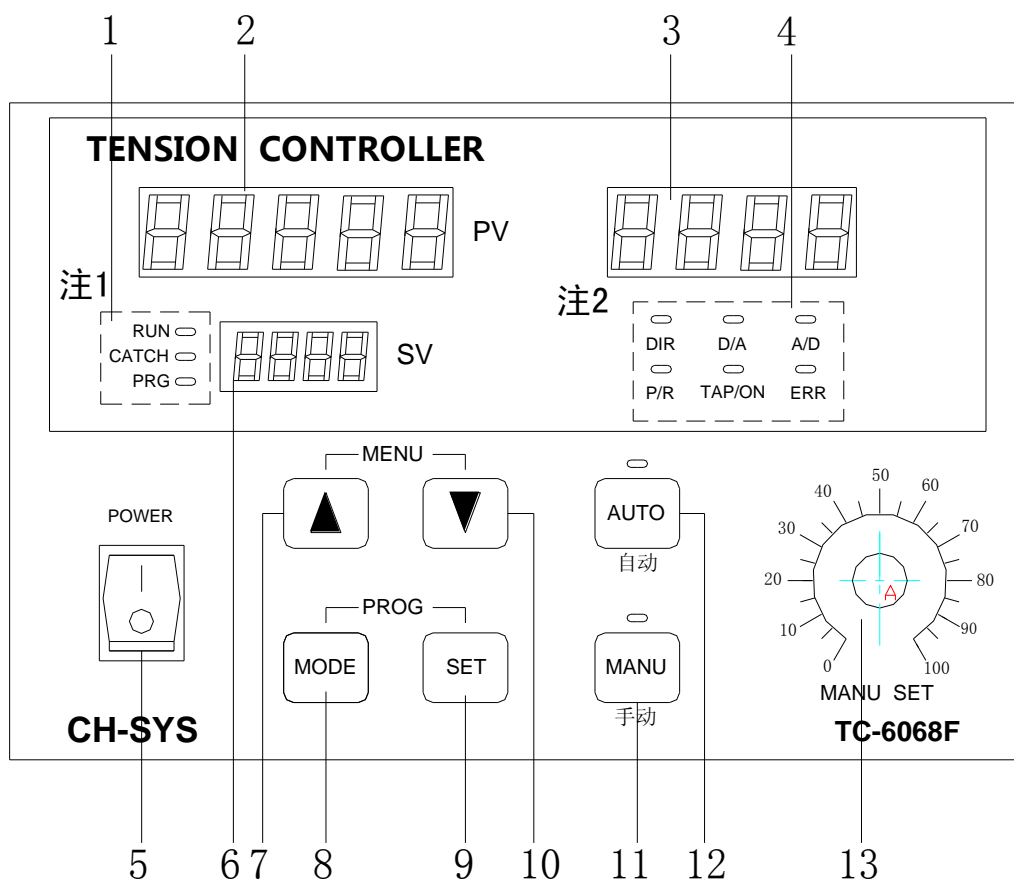 1 2 3 4
TENSION CONTROLLER
PV
注1
注2
RUN
CATCH
PRG
SV
DIR D/A A/D
P/R TAP/ON ERR
MENU
POWER
AUTO
自动
PROG
MODE SET MANU
手动
0 10 20 30 40 50 60 70 80 90 100
A
MANU SET
CH-SYS
TC-6068F
5 6 7 8 9 10 11 12 13